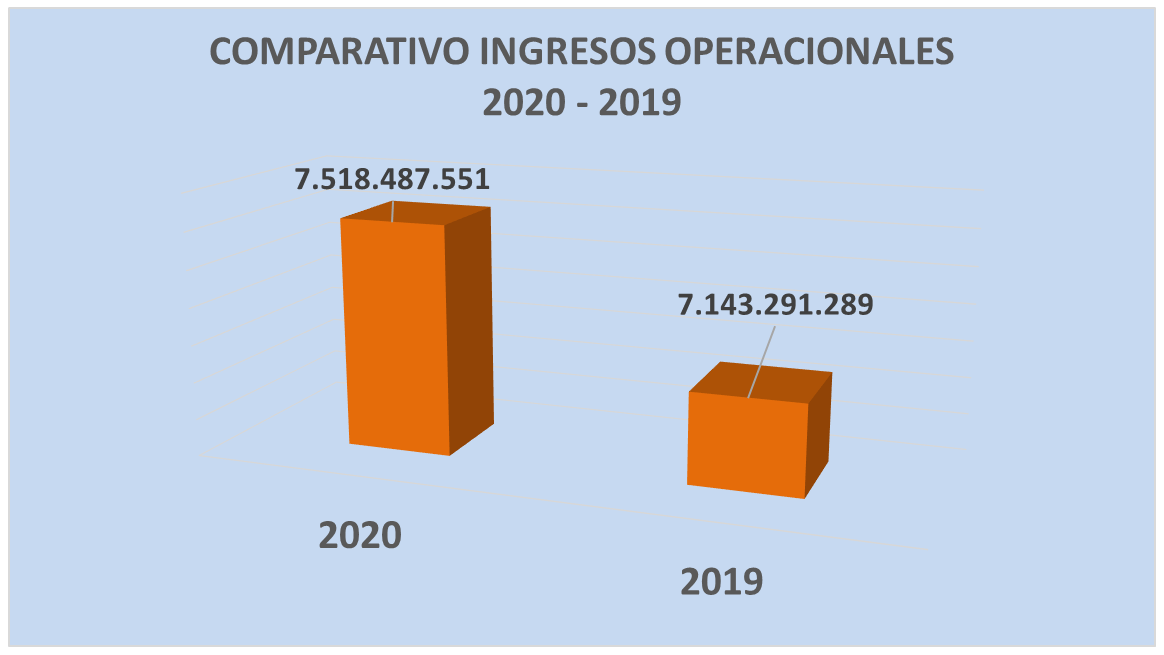 COMPARATIVO INGRESOS OPERACIONALES
2020 - 2019
7.518.487.551
7.143.291.289
2020
2019